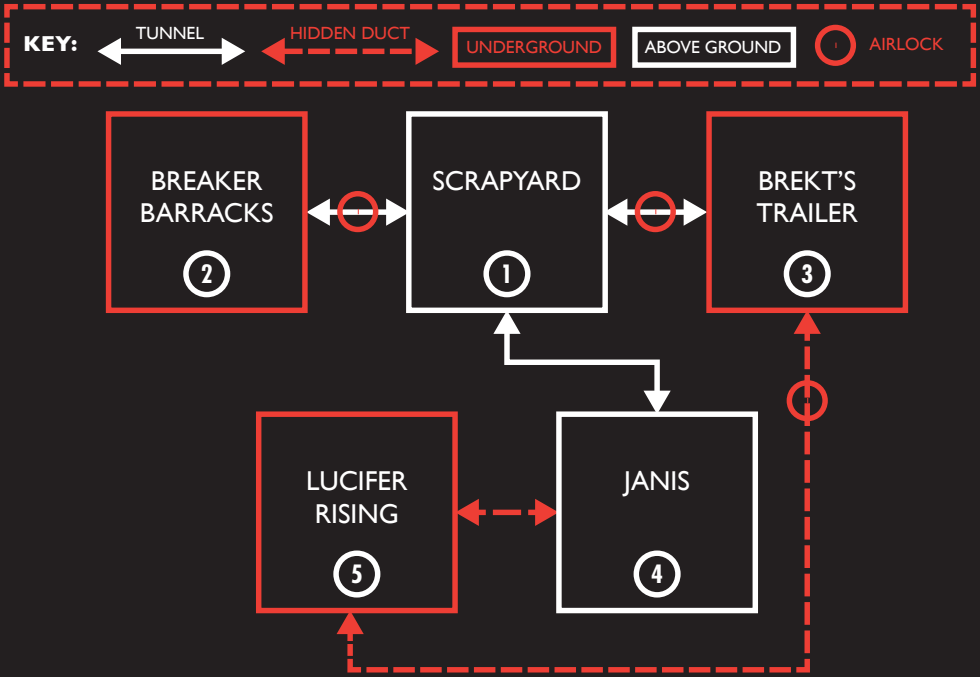 KEY:
TUNNEL
HIDDEN DUCT
UNDERGROUND
ABOVE GROUND
AIRLOCK
BREAKER
BARRACKS
2
SCRAPYARD
1
BREKT'S
TRAILER
3
LUCIFER
RISING
5
JANIS
4